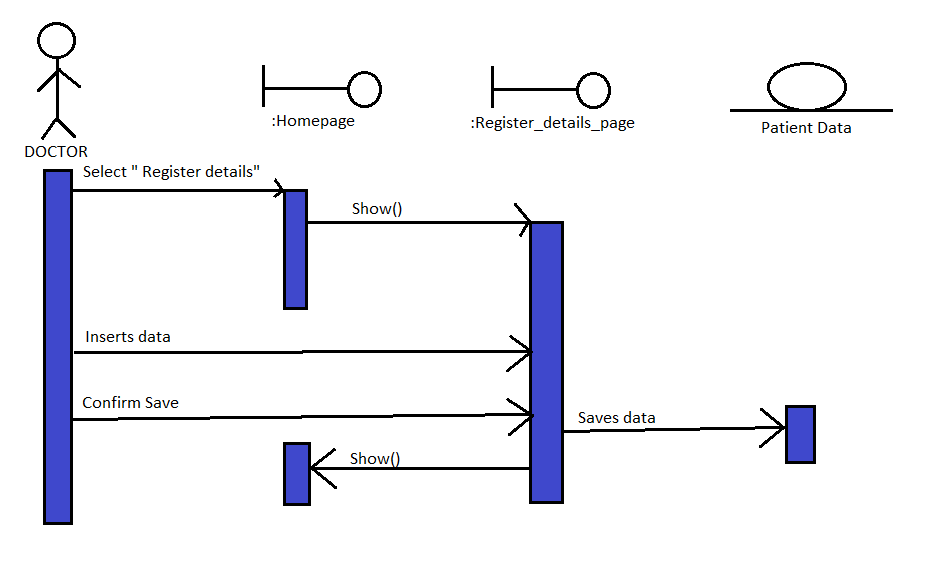 :Homepage
:Register_details_page
Patient Data
DOCTOR
Select " Register details"
Show()
Inserts data
Confirm Save
Saves data
Show()